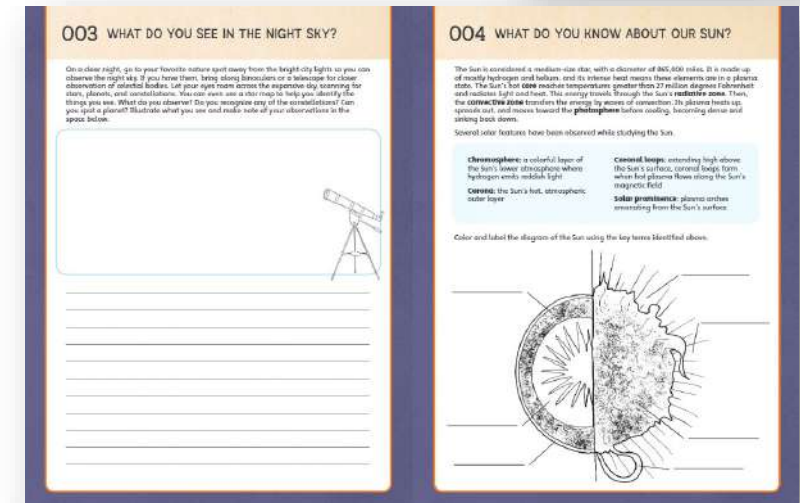 003 WHAT DO YOU SEE IN THE NIGHT SKY?
On a clear night, go to your favorite nature spot away from the bright city lights so you can
observe the night sky. If you have them, bring along binoculars or a telescope for closer
observation of celestial bodies. Let your eyes roam across the expansive sky, scanning for
stars, planets, and constellations. You can even use a star map to help you identify the
things you see. What do you observe? Do you recognize any of the constellations? Can
you spot a planet? Illustrate what you see and make note of your observations in the
space below.
004 WHAT DO YOU KNOW ABOUT OUR SUN?
The Sun is considered a medium-size star, with a diameter of 865,000 miles. It is made up
of mostly hydrogen and helium, and its intense heat means these elements are in a plasma
state. The Sun's hot core reaches temperatures greater than 27 million degrees Fahrenheit
and radiates light and heat. This energy travels through the Sun's radiative zone. Then,
the convective zone transfers the energy by waves of convection. Its plasma heats up,
spreads out, and moves toward the photosphere before cooling, becoming dense and
sinking back down.
Several solar features have been observed while studying the Sun.
Chromosphere: a colorful layer of
the Sun's lower atmosphere where
hydrogen emits reddish light
Corona: the Sun's hot, atmospheric
outer layer
Coronal loops: extending high above
the Sun's surface, coronal loops form
when hot plasma flows along the Sun's
magnetic field
Solar prominence: plasma arches
emanating from the Sun's surface
Color and label the diagram of the Sun using the key terms identified above.